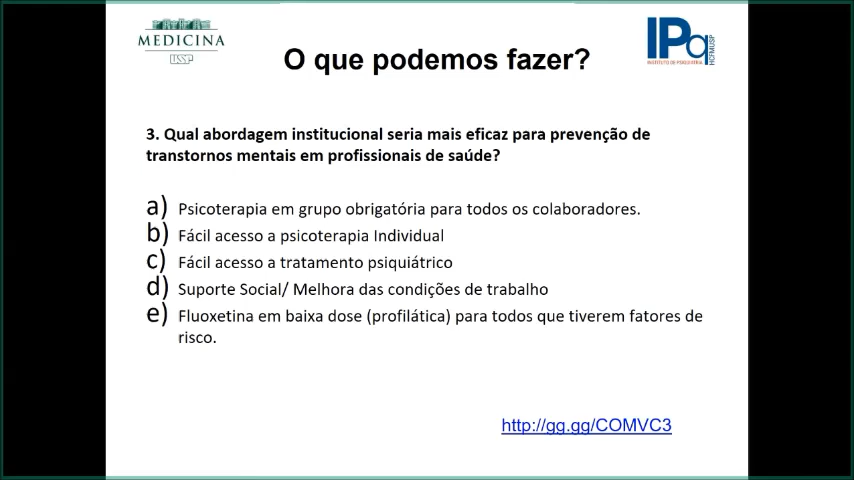 MEDICINA
USP
IPq
INSTITUTO DE PSIQUIATRIA
HCFMUSP
O que podemos fazer?
3. Qual abordagem institucional seria mais eficaz para prevenção de
transtornos mentais em profissionais de saúde?
a) Psicoterapia em grupo obrigatória para todos os colaboradores.
b) Fácil acesso a psicoterapia Individual
c) Fácil acesso a tratamento psiquiátrico
d) Suporte Social/ Melhora das condições de trabalho
e) Fluoxetina em baixa dose (profilática) para todos que tiverem fatores de
risco.
http://gg.gg/COMVC3